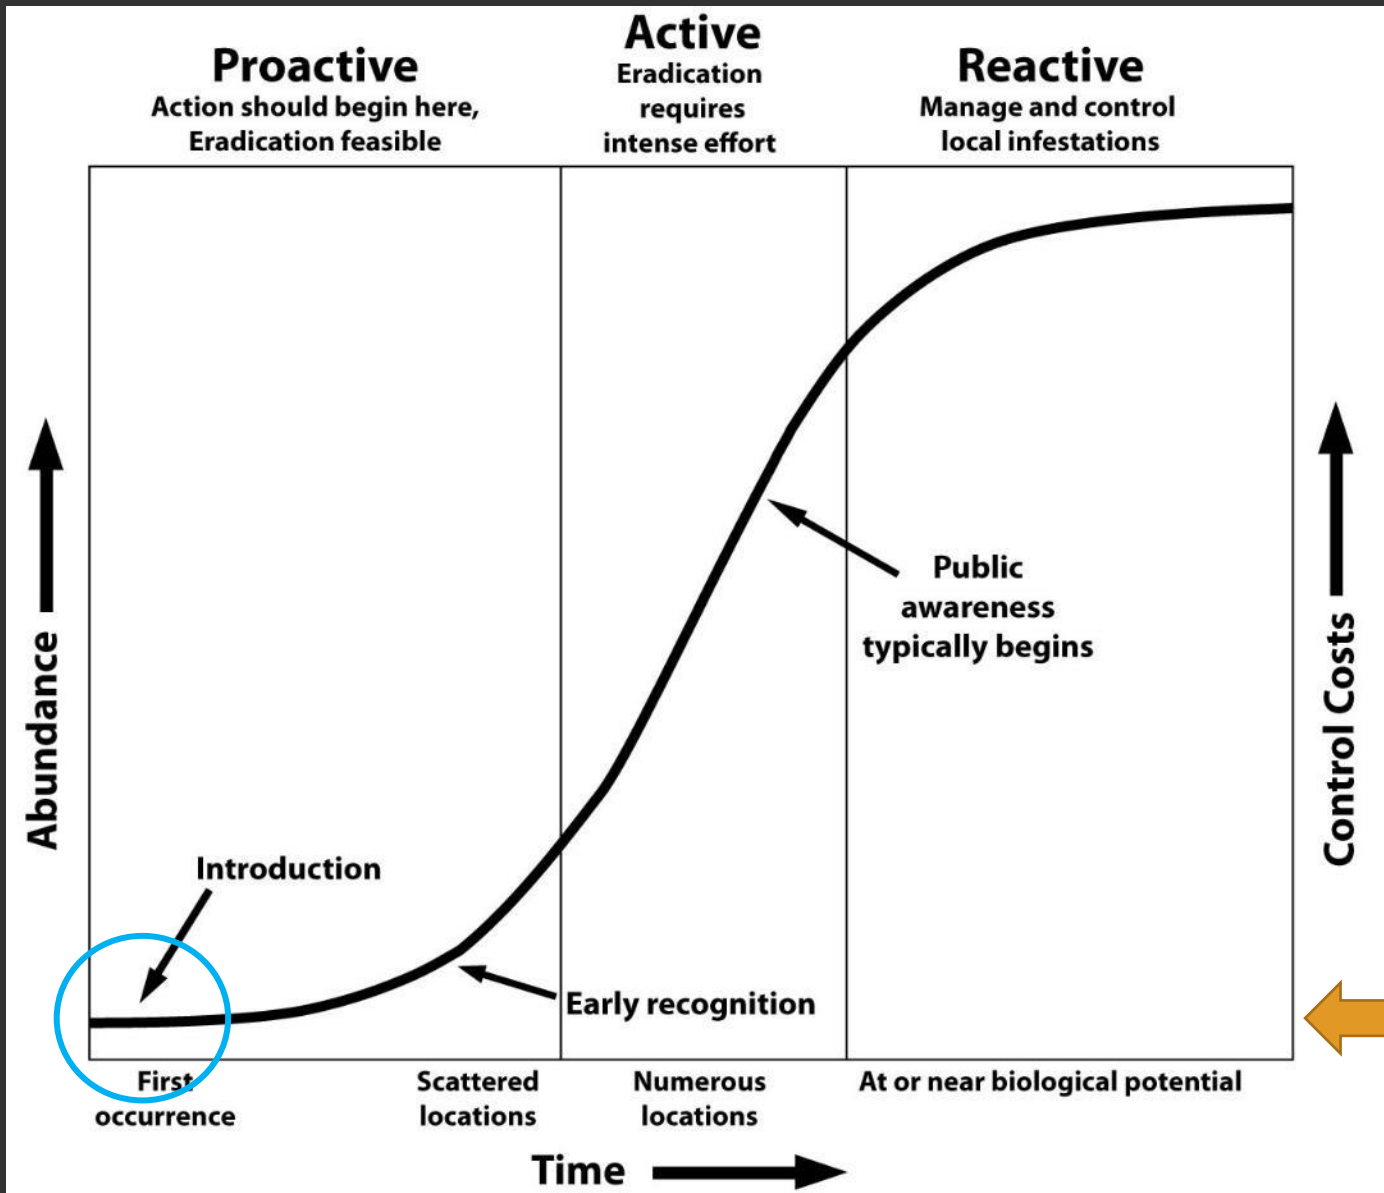 Proactive
Action should begin here,
Eradication feasible
Active
Eradication
requires
intense effort
Reactive
Manage and control
local infestations
Abundance
Control Costs
Public
awareness
typically begins
Introduction
Early recognition
First
occurrence
Scattered
locations
Numerous
locations
At or near biological potential
Time